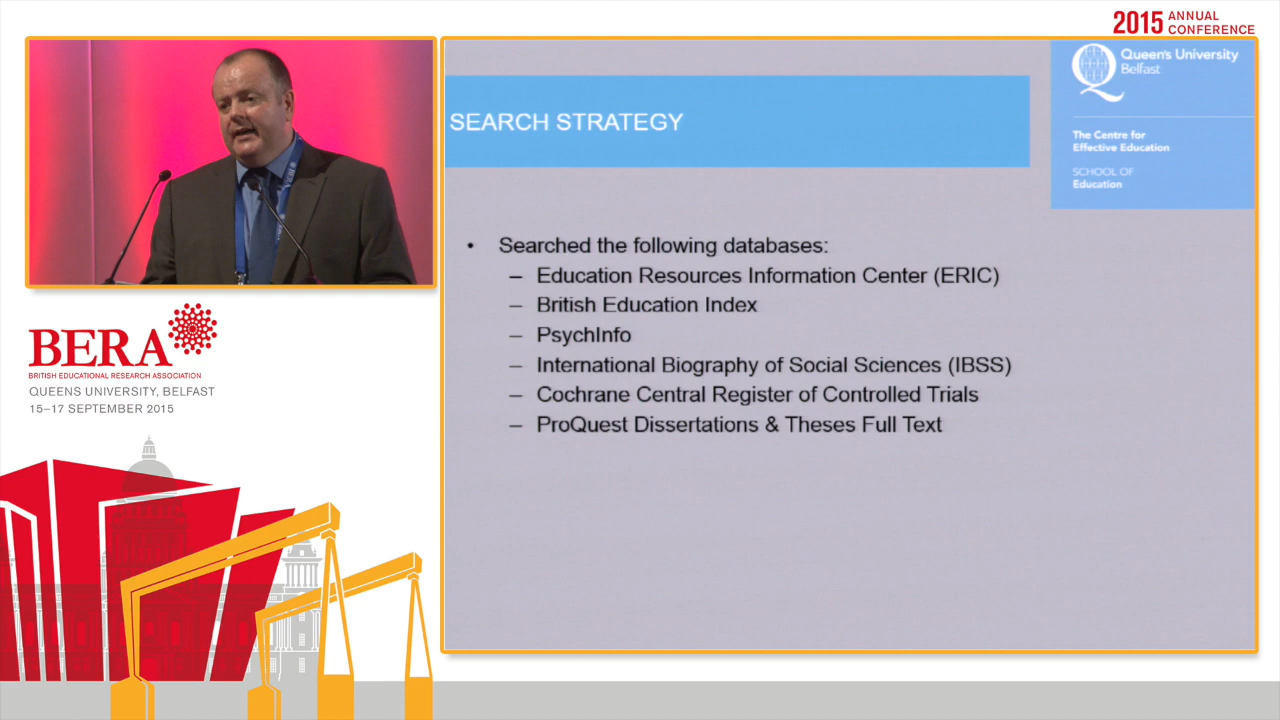 2015 ANNUAL
CONFERENCE
Queen's University
Belfast
The Centre for
Effective Education
SCHOOL OF
Education
SEARCH STRATEGY
• Searched the following databases:
– Education Resources Information Center (ERIC)
– British Education Index
– PsychInfo
– International Biography of Social Sciences (IBSS)
– Cochrane Central Register of Controlled Trials
– ProQuest Dissertations & Theses Full Text
BERA
BRITISH EDUCATIONAL RESEARCH ASSOCIATION
QUEENS UNIVERSITY, BELFAST
15–17 SEPTEMBER 2015